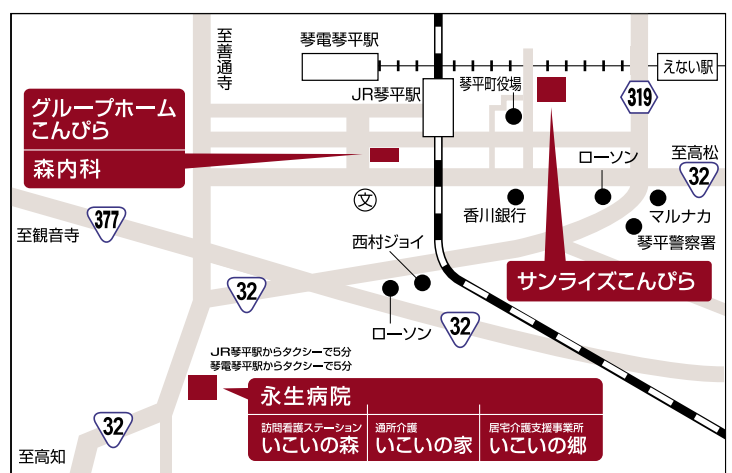 至善通寺
琴電琴平駅
えない駅
JR琴平駅
琴平町役場
319
グループホーム
こんぴら
森内科
ローソン
至高松
32
文
香川銀行
マルナカ
琴平警察署
377
至観音寺
西村ジョイ
サンライズこんぴら
32
ローソン
32
JR琴平駅からタクシーで5分
琴電琴平駅からタクシーで5分
永生病院
訪問看護ステーション
いこいの森
通所介護
いこいの家
居宅介護支援事業所
いこいの郷
32
至高知